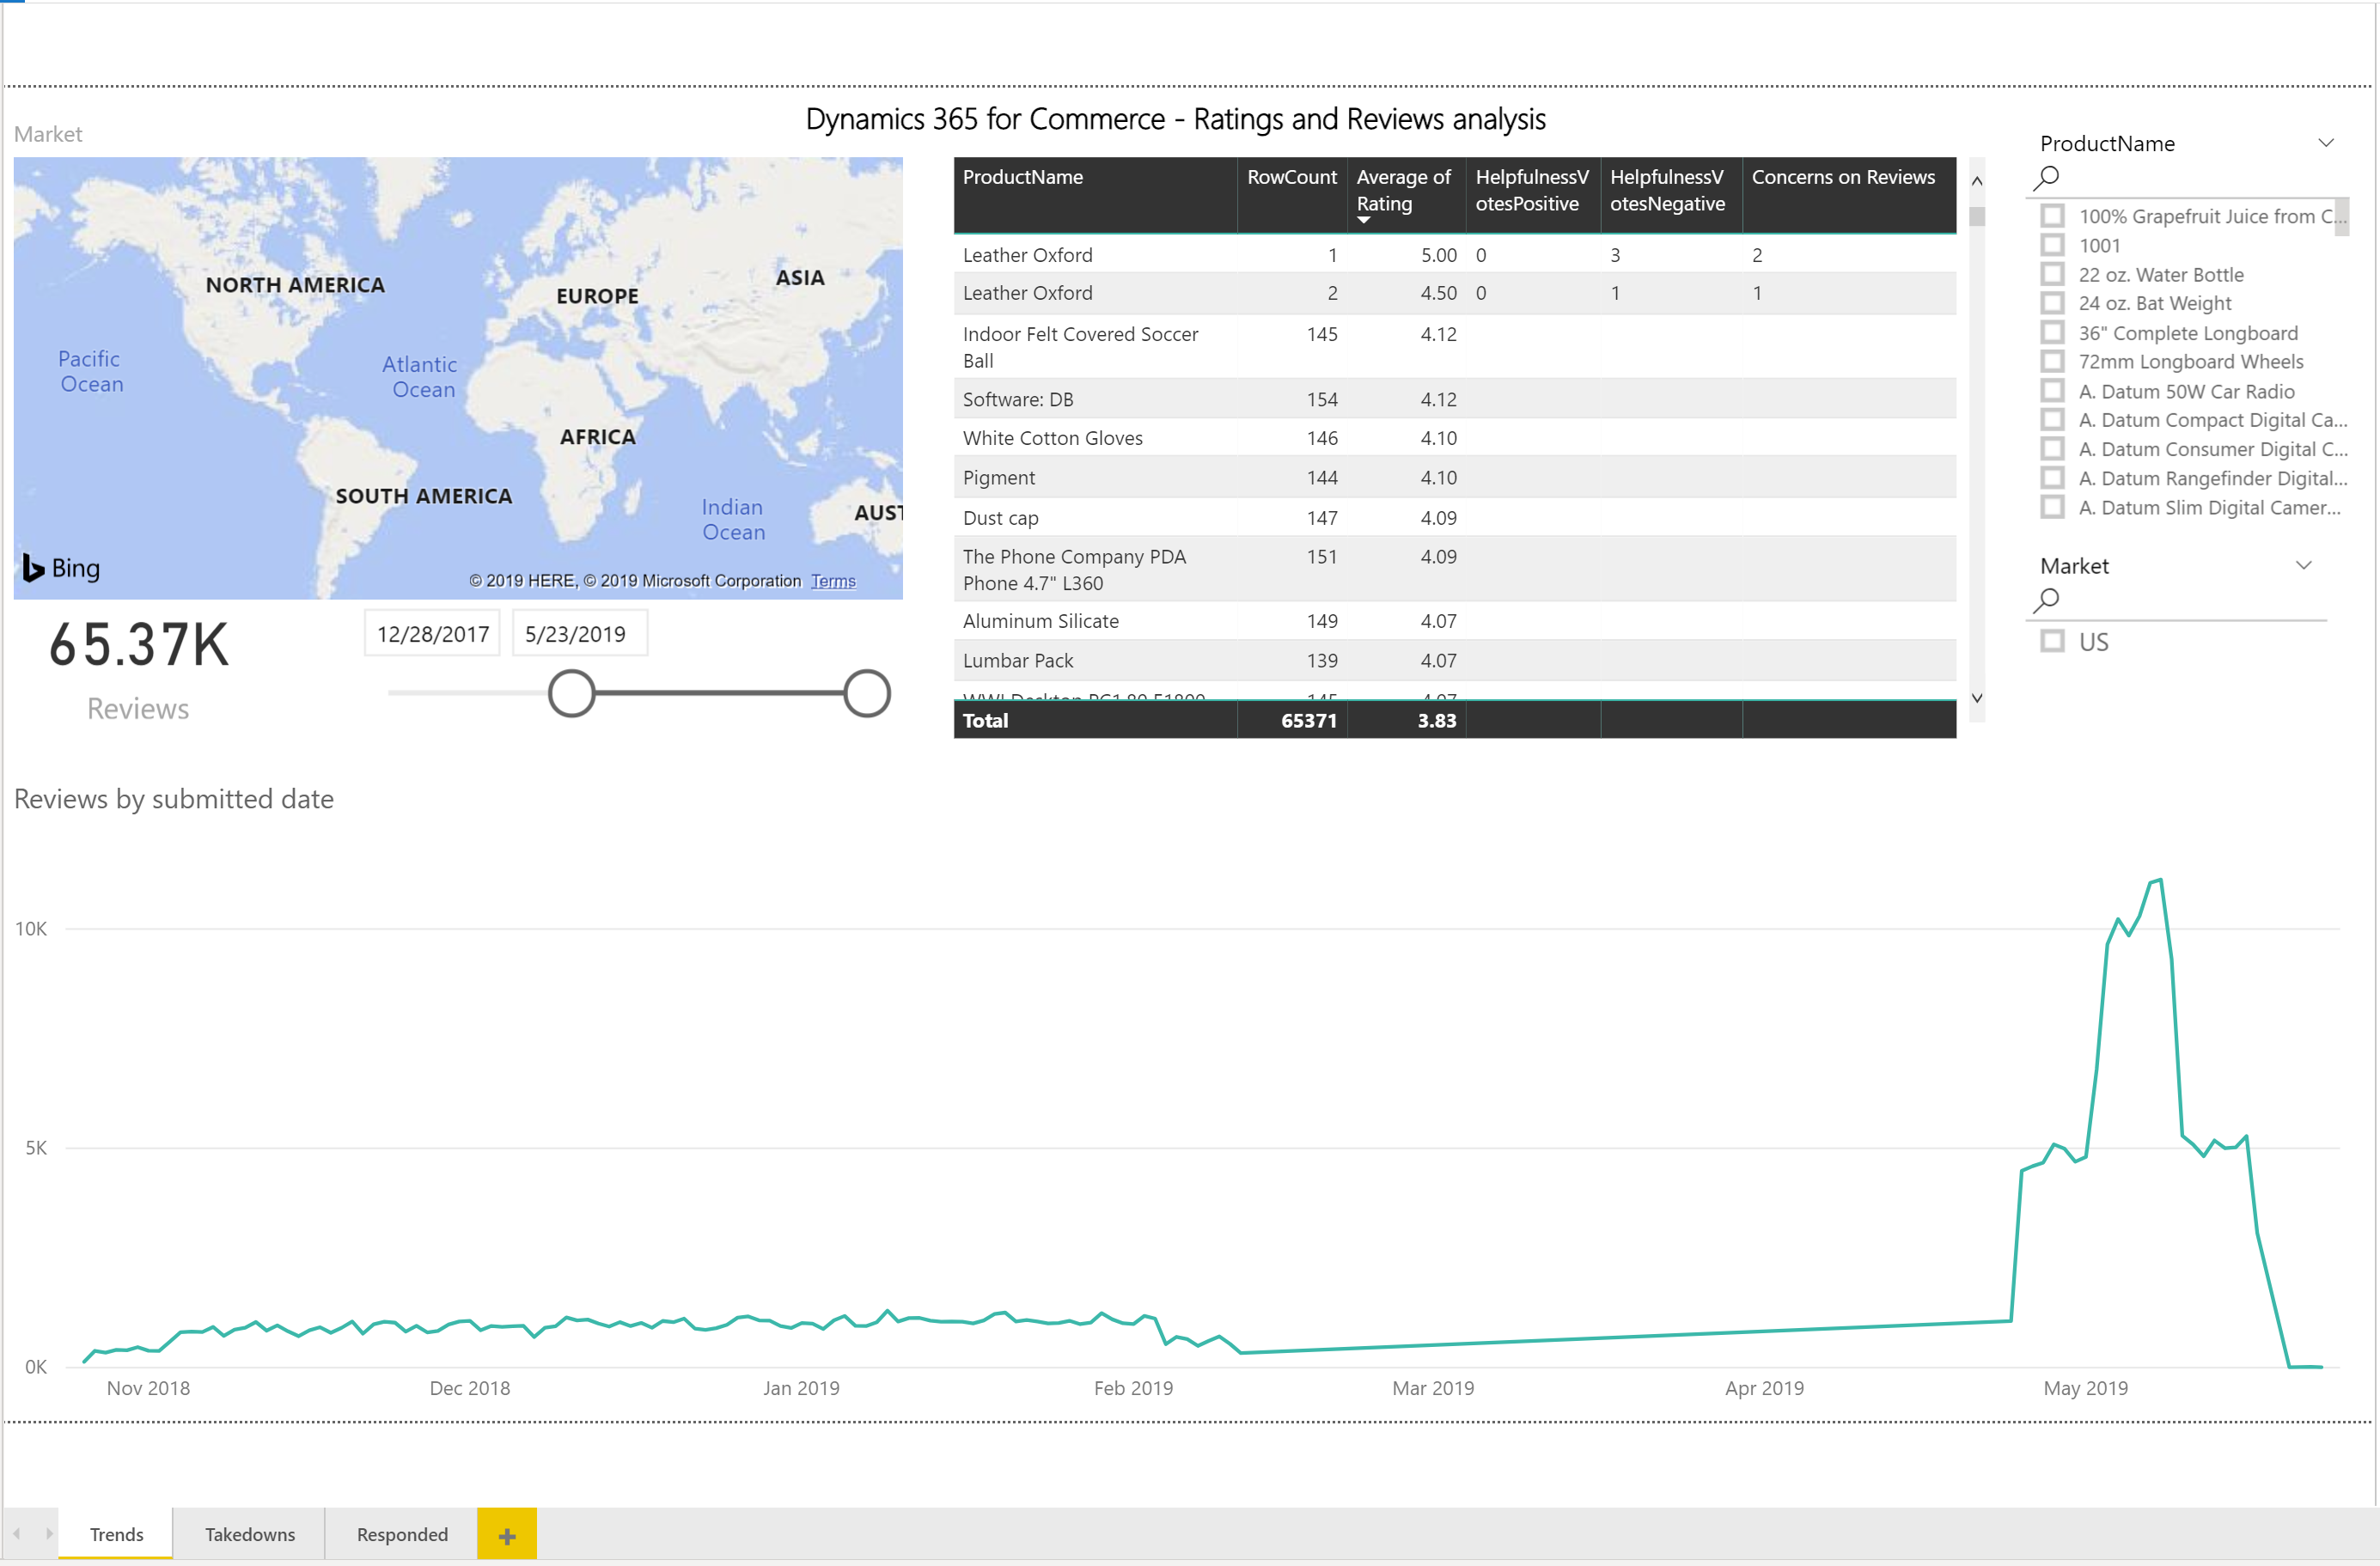 Dynamics 365 for Commerce - Ratings and Reviews analysis
Market
NORTH AMERICA
EUROPE
ASIA
Pacific
Ocean
Atlantic
Ocean
AFRICA
SOUTH AMERICA
Indian
Ocean
AUST
Bing
© 2019 HERE, © 2019 Microsoft Corporation Terms
65.37K
Reviews
12/28/2017 5/23/2019
ProductName RowCount Average of Rating HelpfulnessVotesPositive HelpfulnessVotesNegative Concerns on Reviews
Leather Oxford 1 5.00 0 3 2
Leather Oxford 2 4.50 0 1 1
Indoor Felt Covered Soccer
Ball 145 4.12
Software: DB 154 4.12
White Cotton Gloves 146 4.10
Pigment 144 4.10
Dust cap 147 4.09
The Phone Company PDA
Phone 4.7" L360 151 4.09
Aluminum Silicate 149 4.07
Lumbar Pack 139 4.07
145 4.07
Total 65371 3.83
ProductName
100% Grapefruit Juice from C...
1001
22 oz. Water Bottle
24 oz. Bat Weight
36" Complete Longboard
72mm Longboard Wheels
A. Datum 50W Car Radio
A. Datum Compact Digital Ca...
A. Datum Consumer Digital C...
A. Datum Rangefinder Digital...
A. Datum Slim Digital Camer...
Market
US
Reviews by submitted date
10K
5K
0K
Nov 2018 Dec 2018 Jan 2019 Feb 2019 Mar 2019 Apr 2019 May 2019
Trends Takedowns Responded